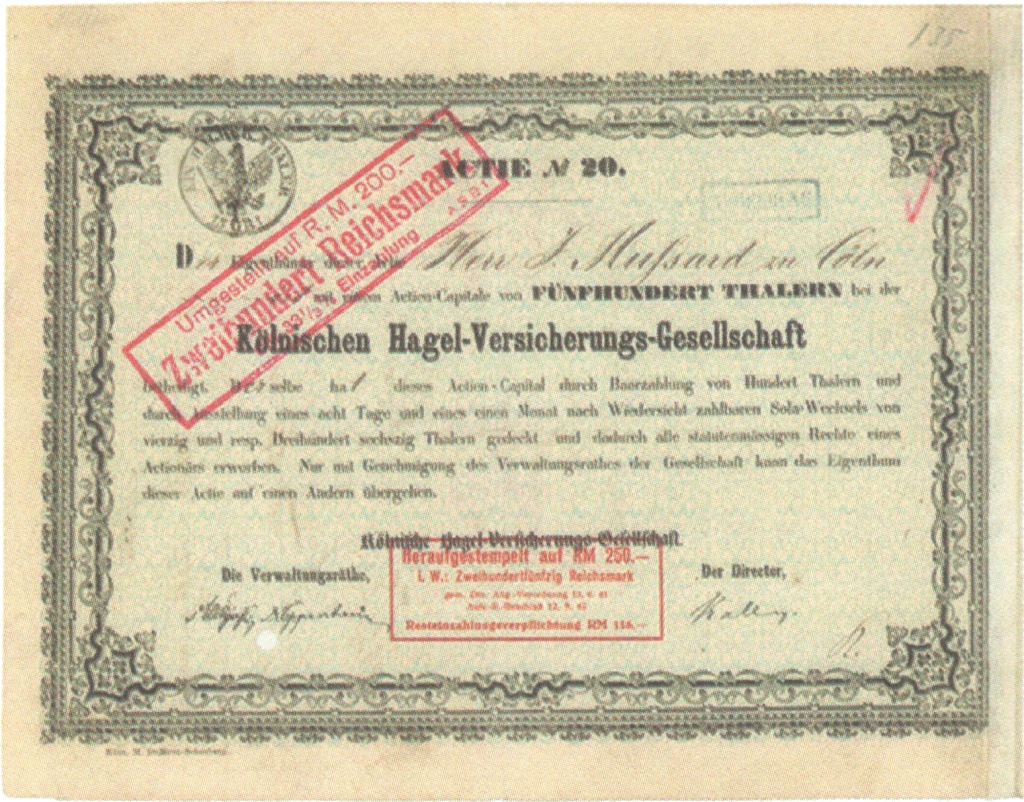 135
ACTIE № 20.
Umgestellt auf R. M. 200.—
Zweihundert Reichsmark
33 1/3 % Einzahlung
Der Eigenthümer dieser Actie Herr J. Mußard zu Cöln
mit einem Actien-Capitale von FÜNFHUNDERT THALERN bei der
Kölnischen Hagel-Versicherungs-Gesellschaft
betheiligt. Derselbe hat dieses Actien-Capital durch Baarzahlung von Hundert Thalern und
durch Ausstellung eines acht Tage und eines einen Monat nach Wiedersicht zahlbaren Sola-Wechsels von
vierzig und resp. Dreihundert sechszig Thalern gedeckt und dadurch alle statutenmässigen Rechte eines
Actionärs erworben. Nur mit Genehmigung des Verwaltungsrathes der Gesellschaft kann das Eigenthum
dieser Actie auf einen Andern übergehen.
Kölnische Hagel-Versicherungs-Gesellschaft.
Heraufgestempelt auf RM 250.—
I. W.: Zweihundertfünfzig Reichsmark
Resteinzahlungsverpflichtung RM 116.—
Die Verwaltungsräthe,
Der Director,